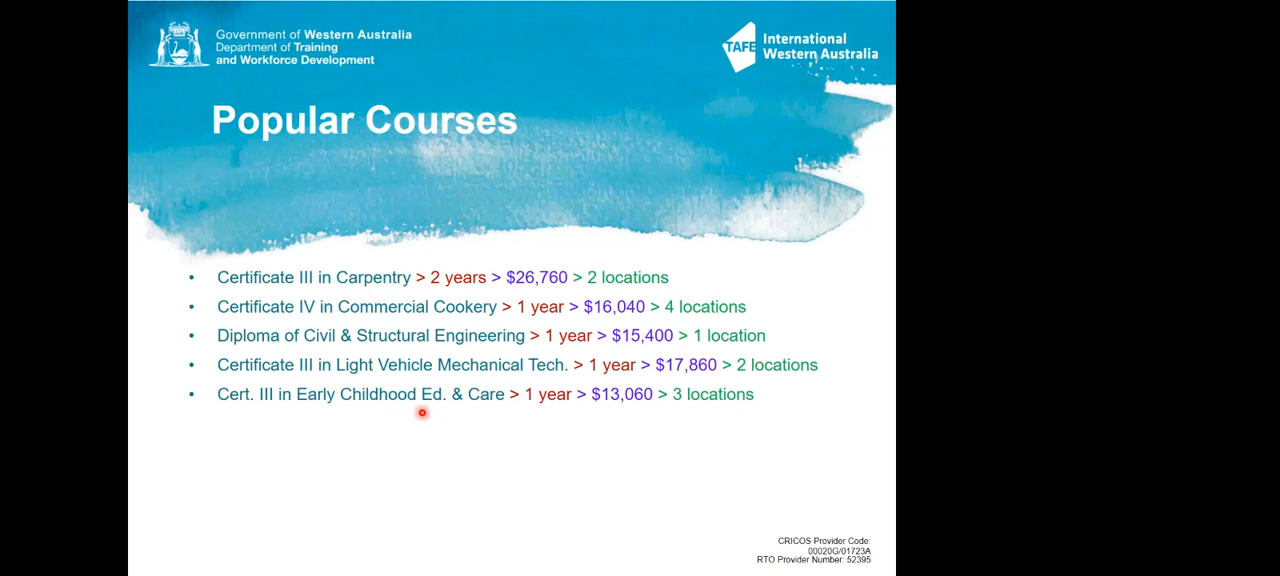 Government of Western Australia
Department of Training
and Workforce Development
TAFE International
Western Australia
Popular Courses
• Certificate III in Carpentry > 2 years > $26,760 > 2 locations
• Certificate IV in Commercial Cookery > 1 year > $16,040 > 4 locations
• Diploma of Civil & Structural Engineering > 1 year > $15,400 > 1 location
• Certificate III in Light Vehicle Mechanical Tech. > 1 year > $17,860 > 2 locations
• Cert. III in Early Childhood Ed. & Care > 1 year > $13,060 > 3 locations
CRICOS Provider Code:
00020G/01723A
RTO Provider Number: 52395